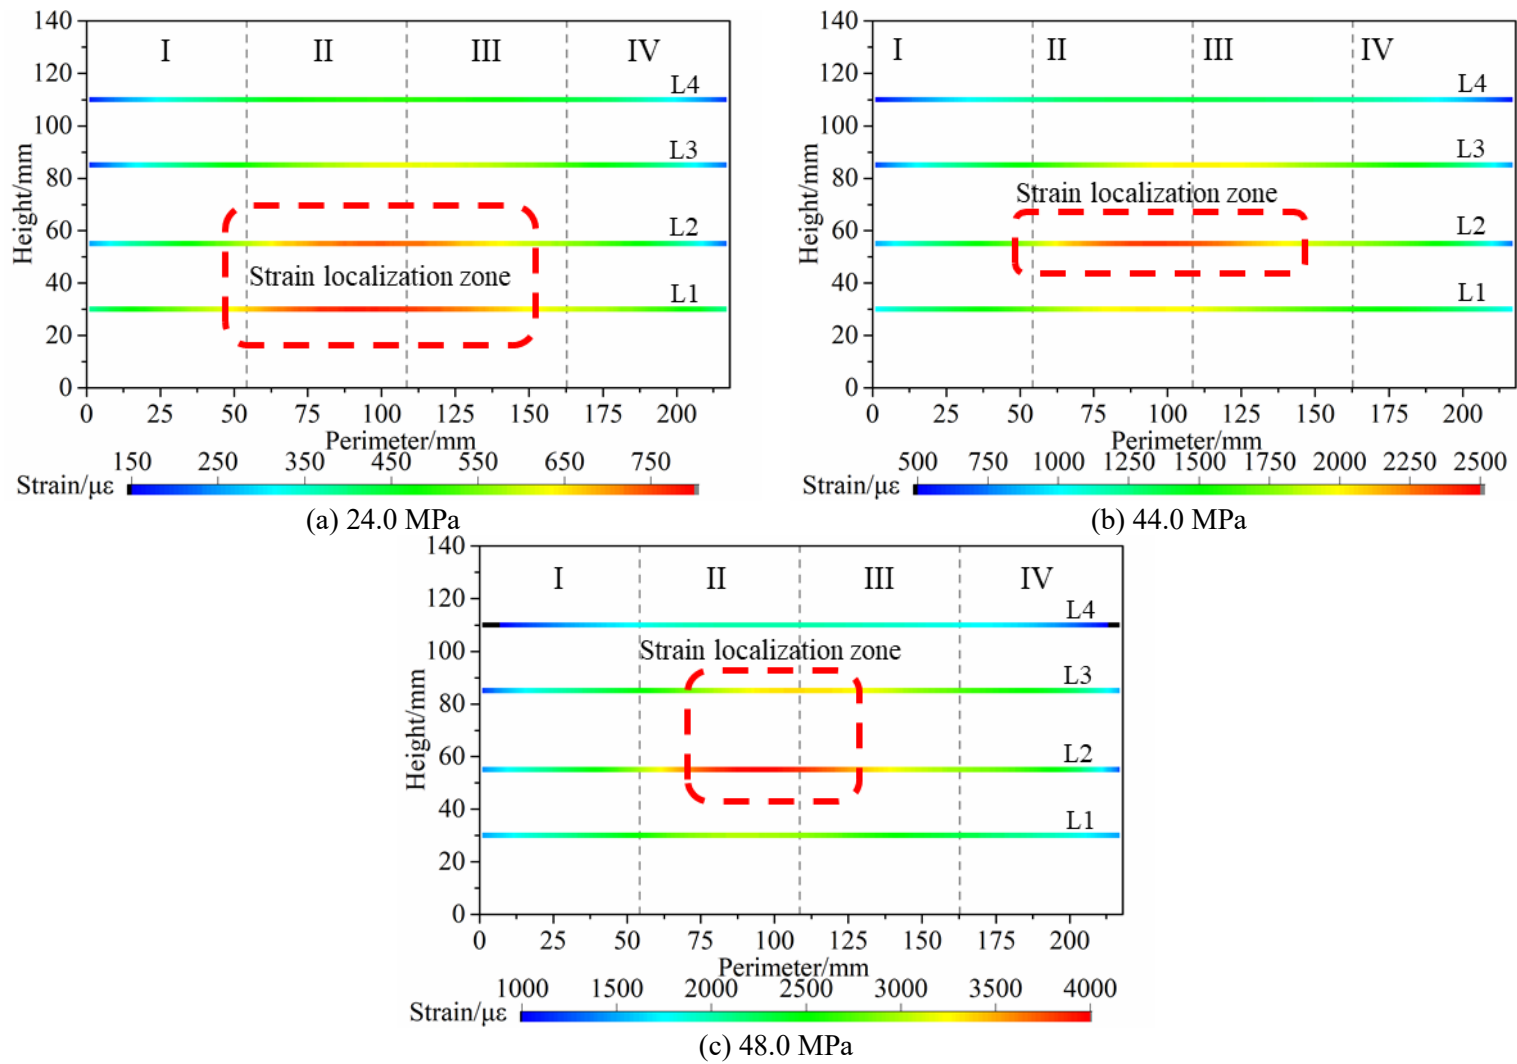 140
120
100
80
60
40
20
0
Height/mm
I II III IV
L4
L3
L2
Strain localization zone
L1
0 25 50 75 100 125 150 175 200
Perimeter/mm
150 250 350 450 550 650 750
Strain/με
(a) 24.0 MPa
140
120
100
80
60
40
20
0
Height/mm
I II III IV
L4
L3
Strain localization zone
L2
L1
0 25 50 75 100 125 150 175 200
Perimeter/mm
500 750 1000 1250 1500 1750 2000 2250 2500
Strain/με
(b) 44.0 MPa
140
120
100
80
60
40
20
0
Height/mm
I II III IV
L4
Strain localization zone
L3
L2
L1
0 25 50 75 100 125 150 175 200
Perimeter/mm
1000 1500 2000 2500 3000 3500 4000
Strain/με
(c) 48.0 MPa